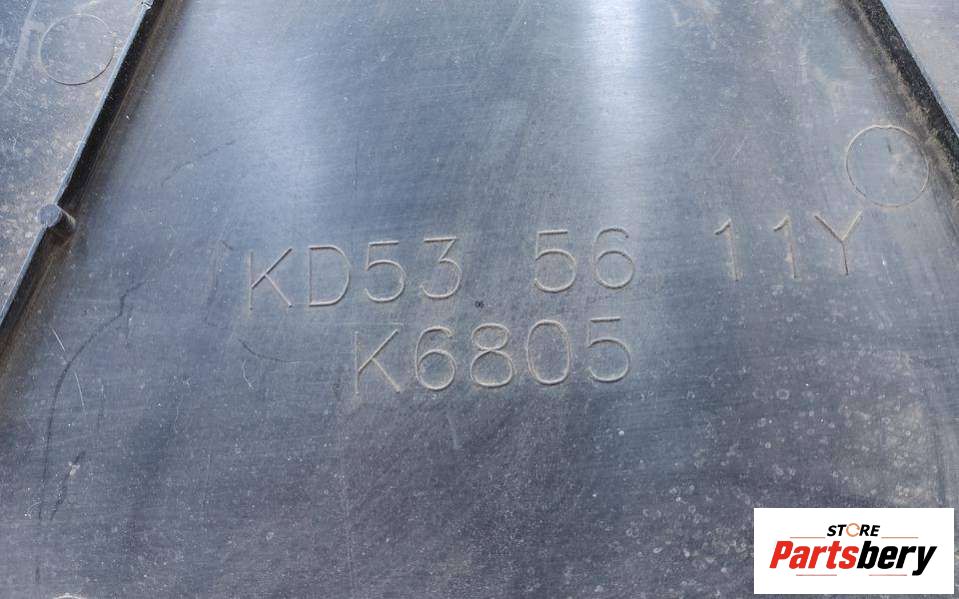 KD53 56 11Y
K6805
STORE
Partsbery